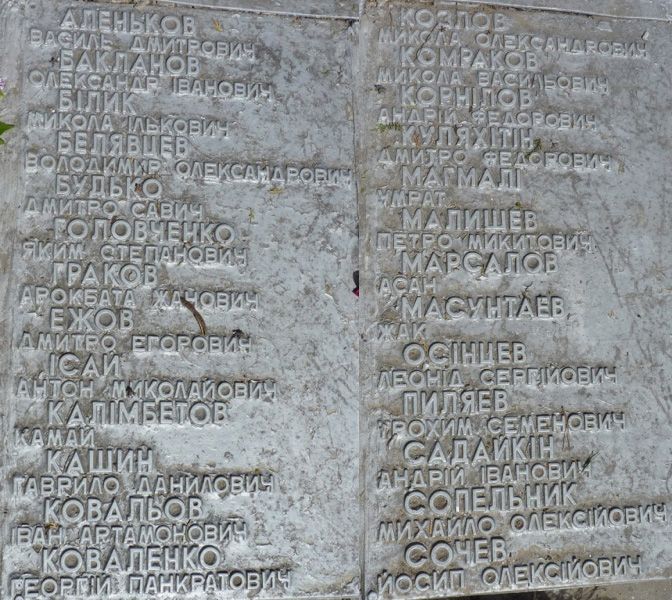 АЛЕНЬКОВ
ВАСИЛЬ ДМИТРОВИЧ
БАКЛАНОВ
ОЛЕКСАНДР ІВАНОВИЧ
БІЛИК
МИКОЛА ІЛЬКОВИЧ
БЕЛЯВЦЕВ
ВОЛОДИМИР ОЛЕКСАНДРОВИЧ
БУДЬКО
ДМИТРО САВИЧ
ГОЛОВЧЕНКО
ЯКИМ СТЕПАНОВИЧ
ГРАКОВ
АРОКБАТА ЖАНОВИЧ
ЕЖОВ
ДМИТРО ЕГОРОВИЧ
ІСАЙ
АНТОН МИКОЛАЙОВИЧ
КАЛІМБЕТОВ
КАМАЙ
КАШИН
ГАВРИЛО ДАНИЛОВИЧ
КОВАЛЬОВ
ІВАН АРТАМОНОВИЧ
КОВАЛЕНКО
ГЕОРГІЙ ПАНКРАТОВИЧ
КОЗЛОВ
МИКОЛА ОЛЕКСАНДРОВИЧ
КОМРАКОВ
МИКОЛА ВАСИЛЬОВИЧ
КОРНІЛОВ
АНДРІЙ ФЕДОРОВИЧ
КУЛЯХІТІН
ДМИТРО ФЕДОРОВИЧ
МАГМАЛІ
УМРАТ
МАЛИШЕВ
ПЕТРО МИКИТОВИЧ
МАРСАЛОВ
АСАН
МАСУНТАЕВ
ЖАК
ОСІНЦЕВ
ЛЕОНІД СЕРГІЙОВИЧ
ПИЛЯЕВ
ТРОХИМ СЕМЕНОВИЧ
САДАЙКІН
АНДРІЙ ІВАНОВИЧ
СОПЕЛЬНИК
МИХАЙЛО ОЛЕКСІЙОВИЧ
СОЧЕВ
ЙОСИП ОЛЕКСІЙОВИЧ